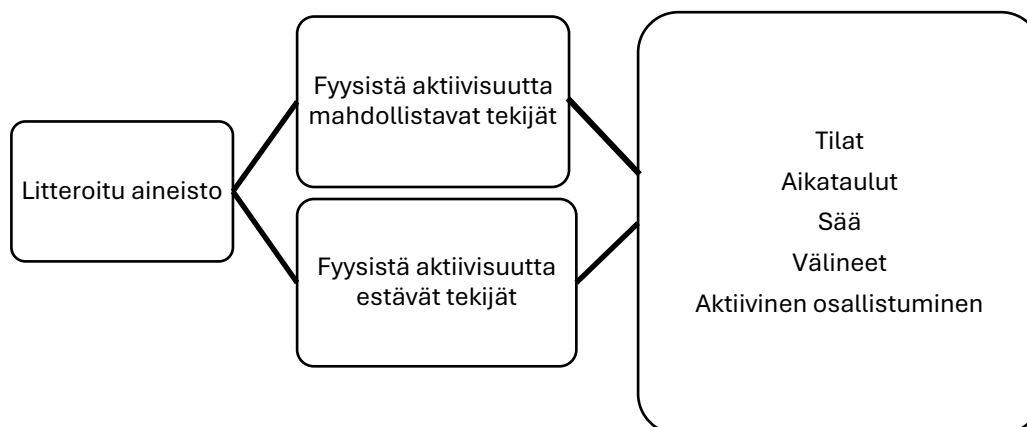 Litteroitu aineisto
Fyysistä aktiivisuutta
mahdollistavat tekijät
Fyysistä aktiivisuutta
estävät tekijät
Tilat
Aikataulut
Sää
Välineet
Aktiivinen osallistuminen